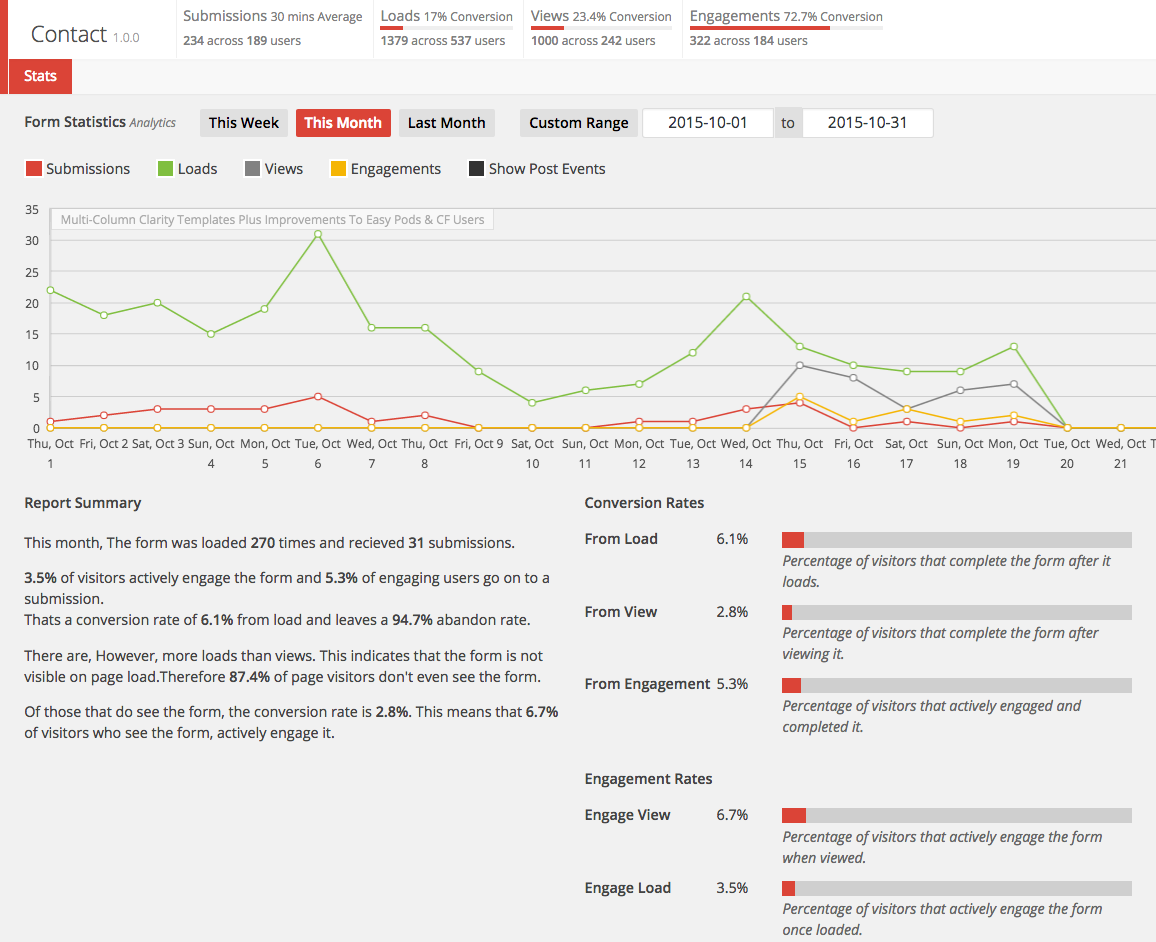 Contact 1.0.0
Submissions 30 mins Average
234 across 189 users
Loads 17% Conversion
1379 across 537 users
Views 23.4% Conversion
1000 across 242 users
Engagements 72.7% Conversion
322 across 184 users
Stats
Form Statistics Analytics
This Week
This Month
Last Month
Custom Range
2015-10-01
to
2015-10-31
Submissions
Loads
Views
Engagements
Show Post Events
Multi-Column Clarity Templates Plus Improvements To Easy Pods & CF Users
35
30
25
20
15
10
5
0
Thu, Oct 1
Fri, Oct 2
Sat, Oct 3
Sun, Oct 4
Mon, Oct 5
Tue, Oct 6
Wed, Oct 7
Thu, Oct 8
Fri, Oct 9
Sat, Oct 10
Sun, Oct 11
Mon, Oct 12
Tue, Oct 13
Wed, Oct 14
Thu, Oct 15
Fri, Oct 16
Sat, Oct 17
Sun, Oct 18
Mon, Oct 19
Tue, Oct 20
Wed, Oct 21
Report Summary
This month, The form was loaded 270 times and recieved 31 submissions.
3.5% of visitors actively engage the form and 5.3% of engaging users go on to a
submission.
Thats a conversion rate of 6.1% from load and leaves a 94.7% abandon rate.
There are, However, more loads than views. This indicates that the form is not
visible on page load.Therefore 87.4% of page visitors don't even see the form.
Of those that do see the form, the conversion rate is 2.8%. This means that 6.7%
of visitors who see the form, actively engage it.
Conversion Rates
From Load 6.1%
Percentage of visitors that complete the form after it
loads.
From View 2.8%
Percentage of visitors that complete the form after
viewing it.
From Engagement 5.3%
Percentage of visitors that actively engaged and
completed it.
Engagement Rates
Engage View 6.7%
Percentage of visitors that actively engage the form
when viewed.
Engage Load 3.5%
Percentage of visitors that actively engage the form
once loaded.